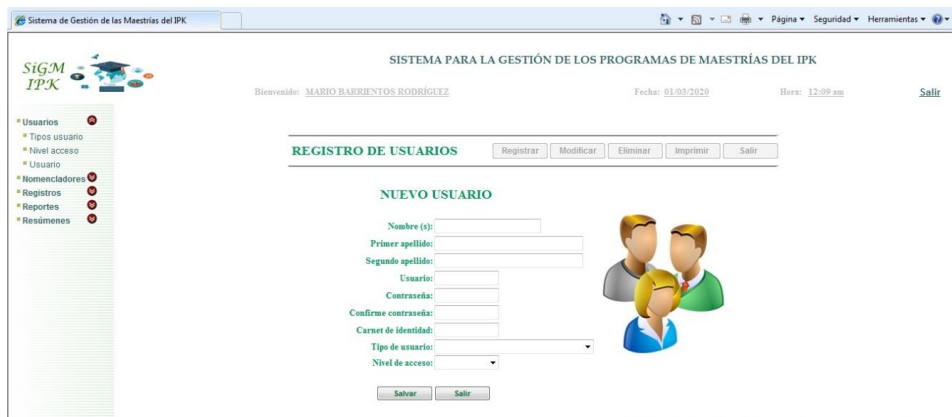 Sistema de Gestión de las Maestrías del IPK
Página Seguridad Herramientas
SiGM
IPK
SISTEMA PARA LA GESTIÓN DE LOS PROGRAMAS DE MAESTRÍAS DEL IPK
Bienvenido: MARIO BARRIENTOS RODRÍGUEZ Fecha: 01/03/2020 Hora: 12:09 am Salir
Usuarios
Tipos usuario
Nivel acceso
Usuario
Nomencladores
Registros
Reportes
Resúmenes
REGISTRO DE USUARIOS Registrar Modificar Eliminar Imprimir Salir
NUEVO USUARIO
Nombre (s):
Primer apellido:
Segundo apellido:
Usuario:
Contraseña:
Confirme contraseña:
Carnet de identidad:
Tipo de usuario:
Nivel de acceso:
Salvar Salir